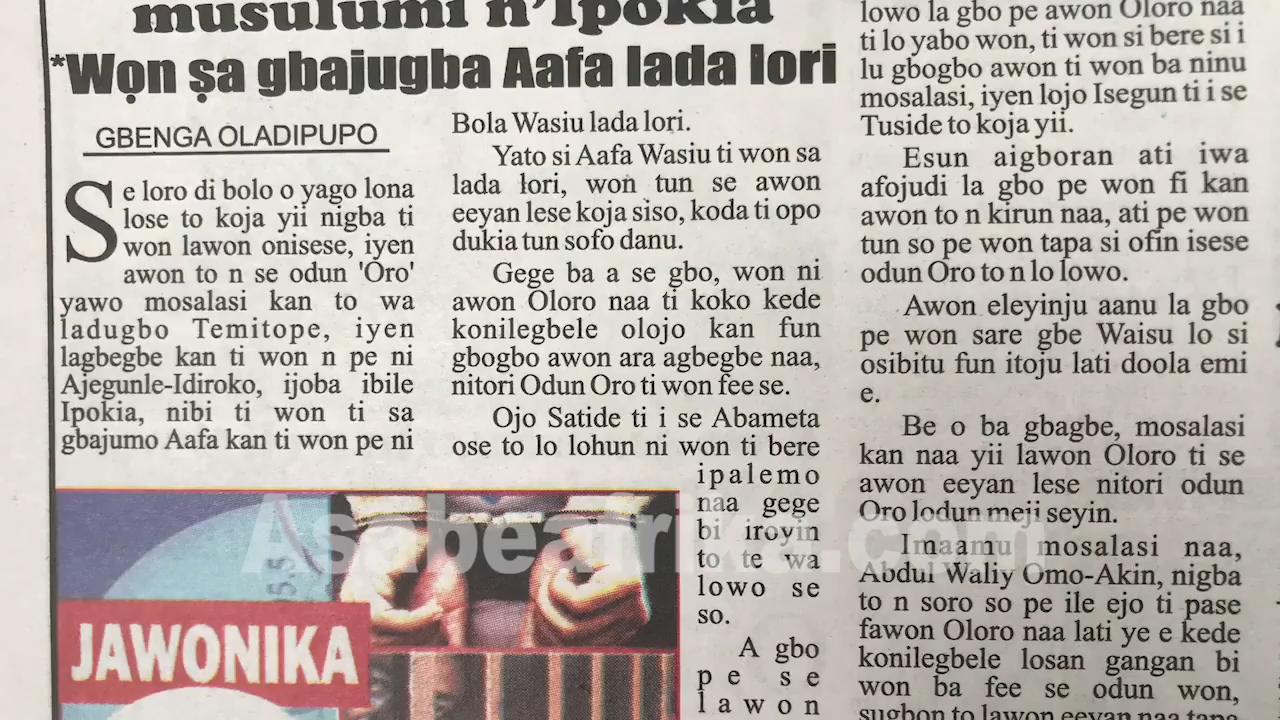 musulumi n'Ipokia
*Wọn ṣa gbajugba Aafa lada lori
GBENGA OLADIPUPO
Se loro di bolo o yago lona
lose to koja yii nigba ti
won lawon onisese, iyen
awon to n se odun 'Oro'
yawo mosalasi kan to wa
ladugbo Temitope, iyen
lagbegbe kan ti won n pe ni
Ajegunle-Idiroko, ijoba ibile
Ipokia, nibi ti won ti sa
gbajumo Aafa kan ti won pe ni
Bola Wasiu lada lori.
Yato si Aafa Wasiu ti won sa
lada lori, won tun se awon
eeyan lese koja siso, koda ti opo
dukia tun sofo danu.
Gege ba a se gbo, won ni
awon Oloro naa ti koko kede
konilegbele olojo kan fun
gbogbo awon ara agbegbe naa,
nitori Odun Oro ti won fee se.
Ojo Satide ti i se Abameta
ose to lo lohun ni won ti bere
ipalemo
naa gege
bi iroyin
to te wa
lowo se
so.
A gbo
pe se
lawon
lowo la gbo pe awon Oloro naa
ti lo yabo won, ti won si bere si i
lu gbogbo awon ti won ba ninu
mosalasi, iyen lojo Isegun ti i se
Tuside to koja yii.
Esun aigboran ati iwa
afojudi la gbo pe won fi kan
awon to n kirun naa, ati pe won
tun so pe won tapa si ofin isese
odun Oro to n lo lowo.
Awon eleyinju aanu la gbo
pe won sare gbe Waisu lo si
osibitu fun itoju lati doola emi
e.
Be o ba gbagbe, mosalasi
kan naa yii lawon Oloro ti se
awon eeyan lese nitori odun
Oro lodun meji seyin.
Imaamu mosalasi naa,
Abdul Waliy Omo-Akin, nigba
to n soro so pe ile ejo ti pase
fawon Oloro naa lati ye e kede
konilegbele losan gangan bi
won ba fee se odun won,
sugbon to lawon eeyan naa tapa
JAWONIKA
Asabeafrika.com